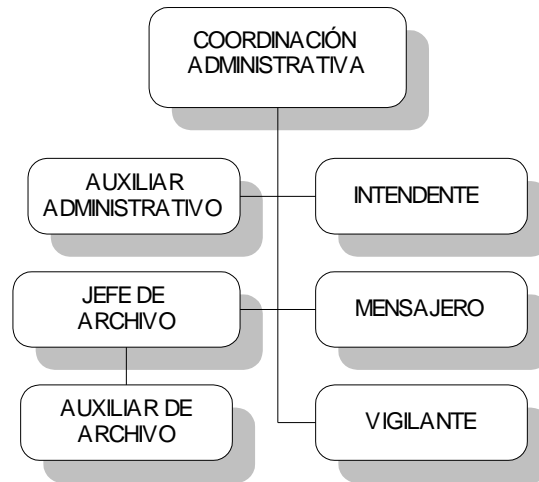 COORDINACIÓN
ADMINISTRATIVA
AUXILIAR
ADMINISTRATIVO
INTENDENTE
JEFE DE
ARCHIVO
MENSAJERO
AUXILIAR DE
ARCHIVO
VIGILANTE